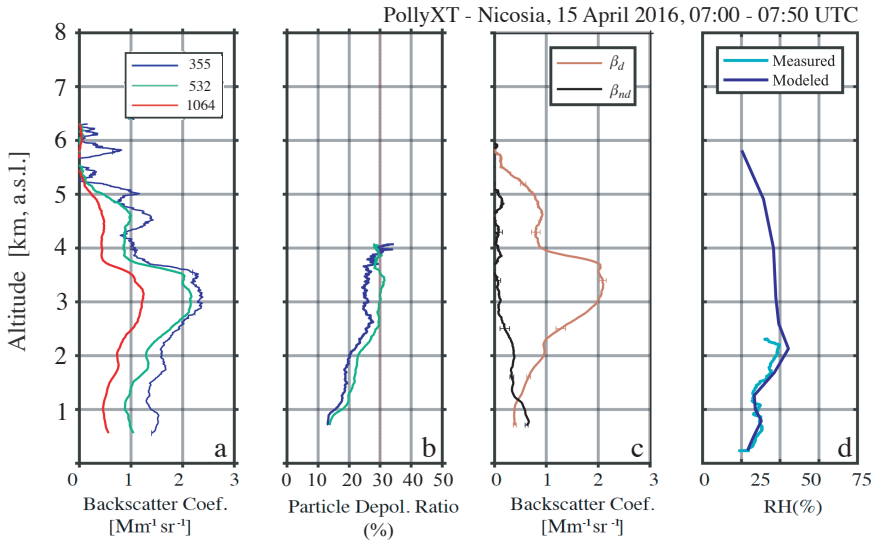 PollyXT - Nicosia, 15 April 2016, 07:00 - 07:50 UTC
Altitude [km, a.s.l.]
8
7
6
5
4
3
2
1
355
532
1064
a
0 1 2 3
Backscatter Coef.
[Mm⁻¹ sr⁻¹]
b
0 10 20 30 40 50
Particle Depol. Ratio
(%)
β_d
β_nd
c
0 1 2 3
Backscatter Coef.
[Mm⁻¹ sr⁻¹]
Measured
Modeled
d
0 25 50 75
RH(%)